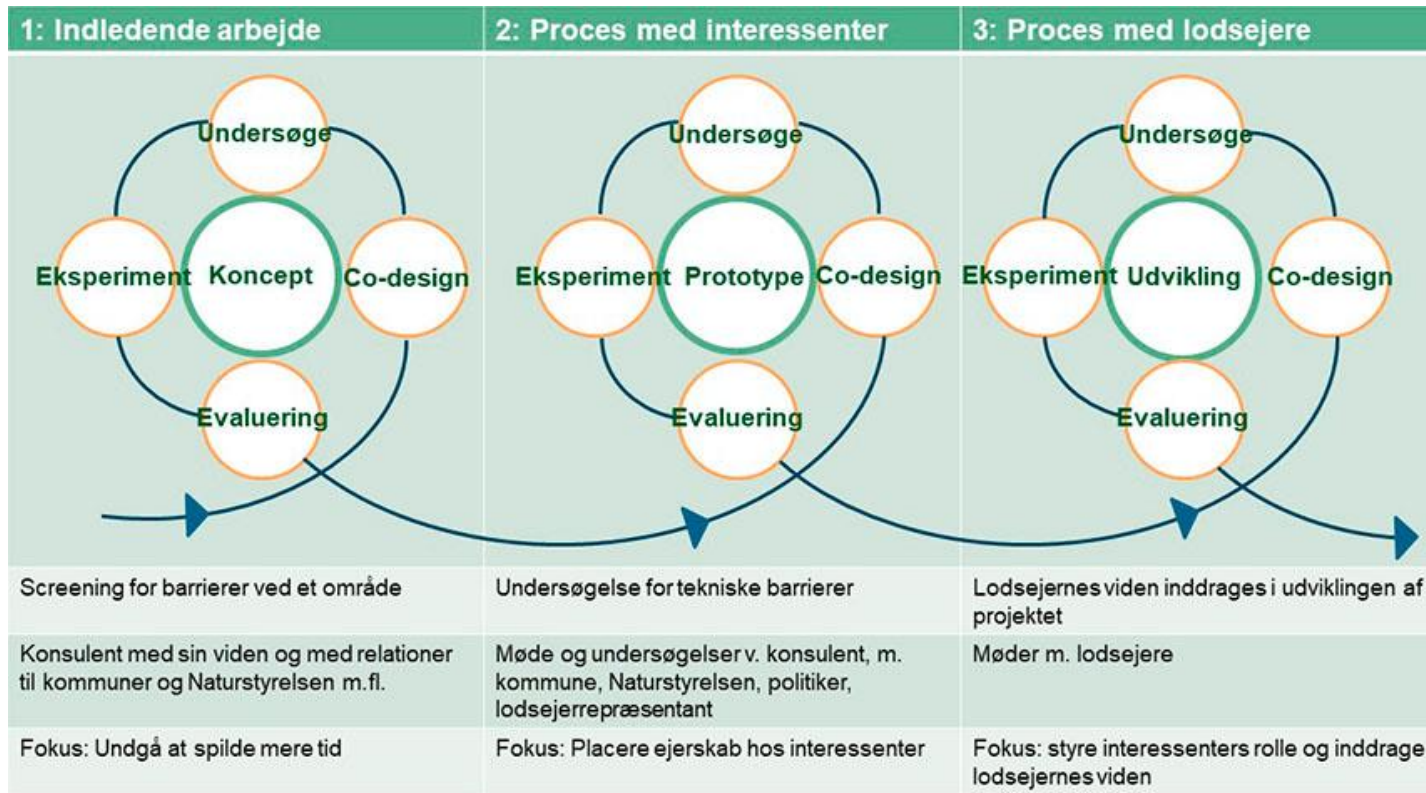 1: Indledende arbejde
2: Proces med interessenter
3: Proces med lodsejere
Undersøge
Eksperiment
Koncept
Co-design
Evaluering
Undersøge
Eksperiment
Prototype
Co-design
Evaluering
Undersøge
Eksperiment
Udvikling
Co-design
Evaluering
Screening for barrierer ved et område
Undersøgelse for tekniske barrierer
Lodsejernes viden inddrages i udviklingen af
projektet
Konsulent med sin viden og med relationer
til kommuner og Naturstyrelsen m.fl.
Møde og undersøgelser v. konsulent, m.
kommune, Naturstyrelsen, politiker,
lodsejerrepræsentant
Møder m. lodsejere
Fokus: Undgå at spilde mere tid
Fokus: Placere ejerskab hos interessenter
Fokus: styre interessenters rolle og inddrage
lodsejernes viden